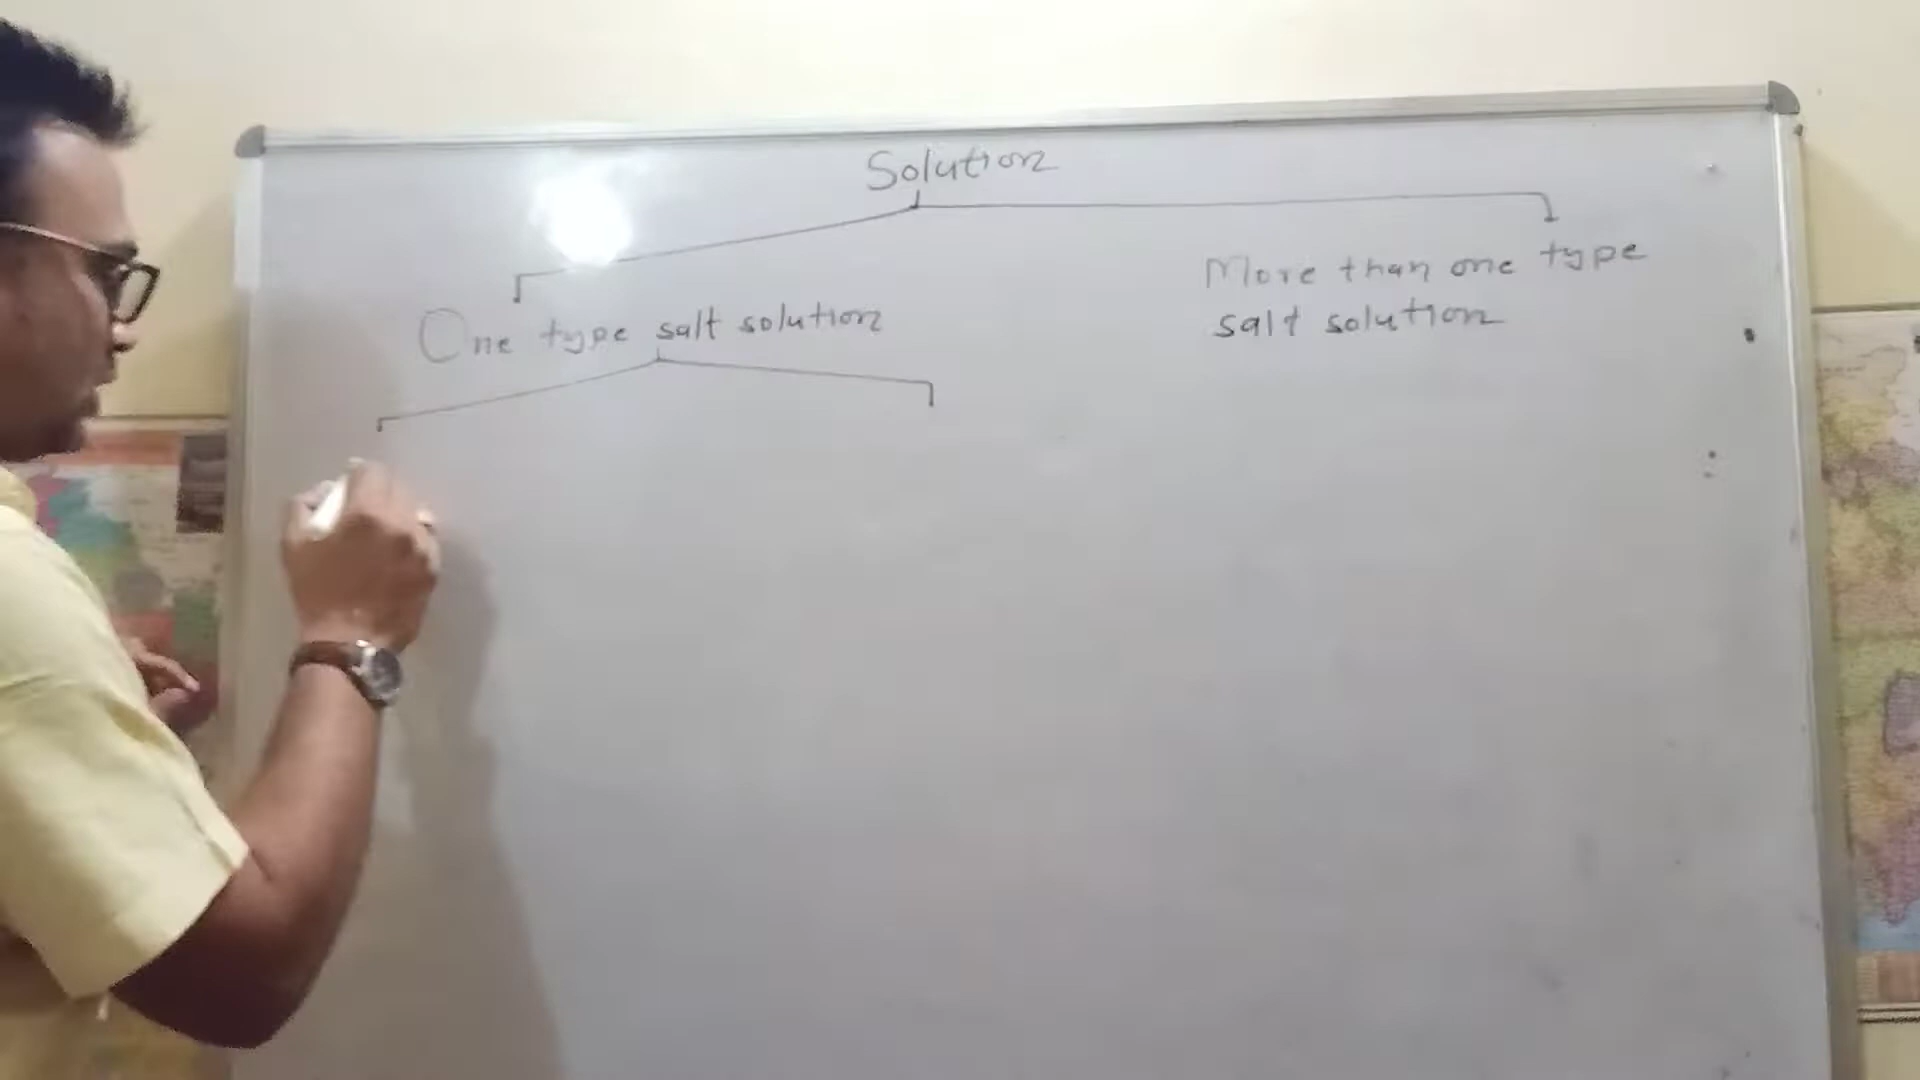 Solution
One type salt solution
More than one type
salt solution